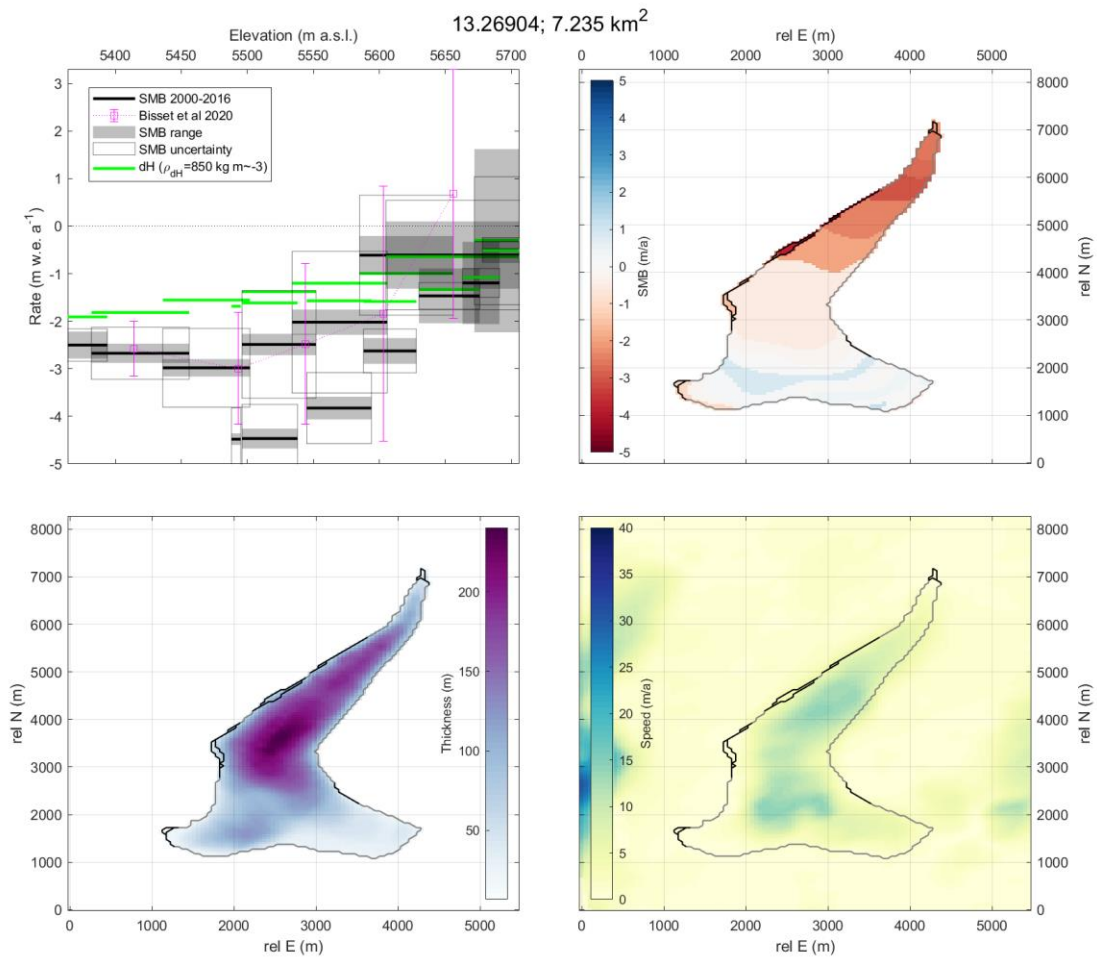 13.26904; 7.235 km²
Elevation (m a.s.l.)
5400 5450 5500 5550 5600 5650 5700
3
2
1
0
-1
-2
-3
-4
-5
Rate (m w.e. a⁻¹)
SMB 2000-2016
Bisset et al 2020
SMB range
SMB uncertainty
dH (ρdH=850 kg m~-3)
rel E (m)
0 1000 2000 3000 4000 5000
5
4
3
2
1
0
-1
-2
-3
-4
-5
SMB (m/a)
8000
7000
6000
5000
4000
3000
2000
1000
0
rel N (m)
8000
7000
6000
5000
4000
3000
2000
1000
0
rel N (m)
200
150
100
50
Thickness (m)
0 1000 2000 3000 4000 5000
rel E (m)
40
35
30
25
20
15
10
5
0
Speed (m/a)
8000
7000
6000
5000
4000
3000
2000
1000
0
rel N (m)
0 1000 2000 3000 4000 5000
rel E (m)